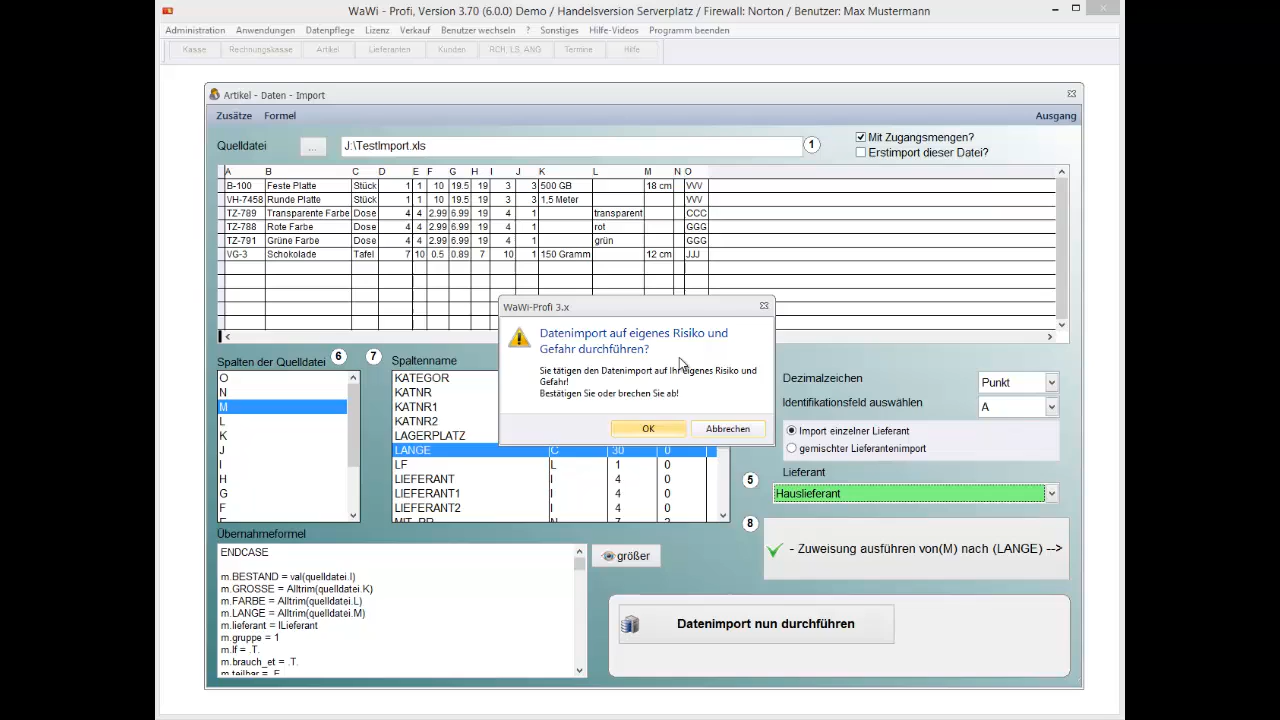 WaWi - Profi, Version 3.70 (6.0.0) Demo / Handelsversion Serverplatz / Firewall: Norton / Benutzer: Max Mustermann
Administration Anwendungen Datenpflege Lizenz Verkauf Benutzer wechseln ? Sonstiges Hilfe-Videos Programm beenden
Kasse Rechnungskasse Artikel Lieferanten Kunden RCH, LS, ANG Termine Hilfe
Artikel - Daten - Import
Zusätze Formel Ausgang
Quelldatei ... J:\TestImport.xls 1
Mit Zugangsmengen?
Erstimport dieser Datei?
A B C D E F G H I J K L M N O
B-100 Feste Platte Stück 1 1 10 19.5 19 3 3 500 GB 18 cm VVV
VH-7458 Runde Platte Stück 1 1 10 19.5 19 3 3 1,5 Meter VVV
TZ-789 Transparente Farbe Dose 4 4 2.99 6.99 19 4 1 transparent CCC
TZ-788 Rote Farbe Dose 4 4 2.99 6.99 19 4 1 rot GGG
TZ-791 Grüne Farbe Dose 4 4 2.99 6.99 19 4 1 grün GGG
VG-3 Schokolade Tafel 7 10 0.5 0.89 7 10 1 150 Gramm 12 cm JJJ
WaWi-Profi 3.x
Datenimport auf eigenes Risiko und
Gefahr durchführen?
Sie tätigen den Datenimport auf Ihr eigenes Risiko und
Gefahr!
Bestätigen Sie oder brechen Sie ab!
OK Abbrechen
Spalten der Quelldatei 6
O
N
M
L
K
J
I
H
G
F
7 Spaltenname
KATEGOR
KATNR
KATNR1
KATNR2
LAGERPLATZ
LANGE C 30 0
LF L 1 0
LIEFERANT I 4 0
LIEFERANT1 I 4 0
LIEFERANT2 I 4 0
MIT_PR N 7 2
Dezimalzeichen Punkt
Identifikationsfeld auswählen A
Import einzelner Lieferant
gemischter Lieferantenimport
Lieferant
5 Hauslieferant
8 - Zuweisung ausführen von(M) nach (LANGE) -->
Übernahmeformel
ENDCASE
m.BESTAND = val(quelldatei.I)
m.GROSSE = Alltrim(quelldatei.K)
m.FARBE = Alltrim(quelldatei.L)
m.LANGE = Alltrim(quelldatei.M)
m.lieferant = lLieferant
m.gruppe = 1
m.lf = .T.
m.brauch_et = .T.
m.teilbar = .F.
größer
Datenimport nun durchführen